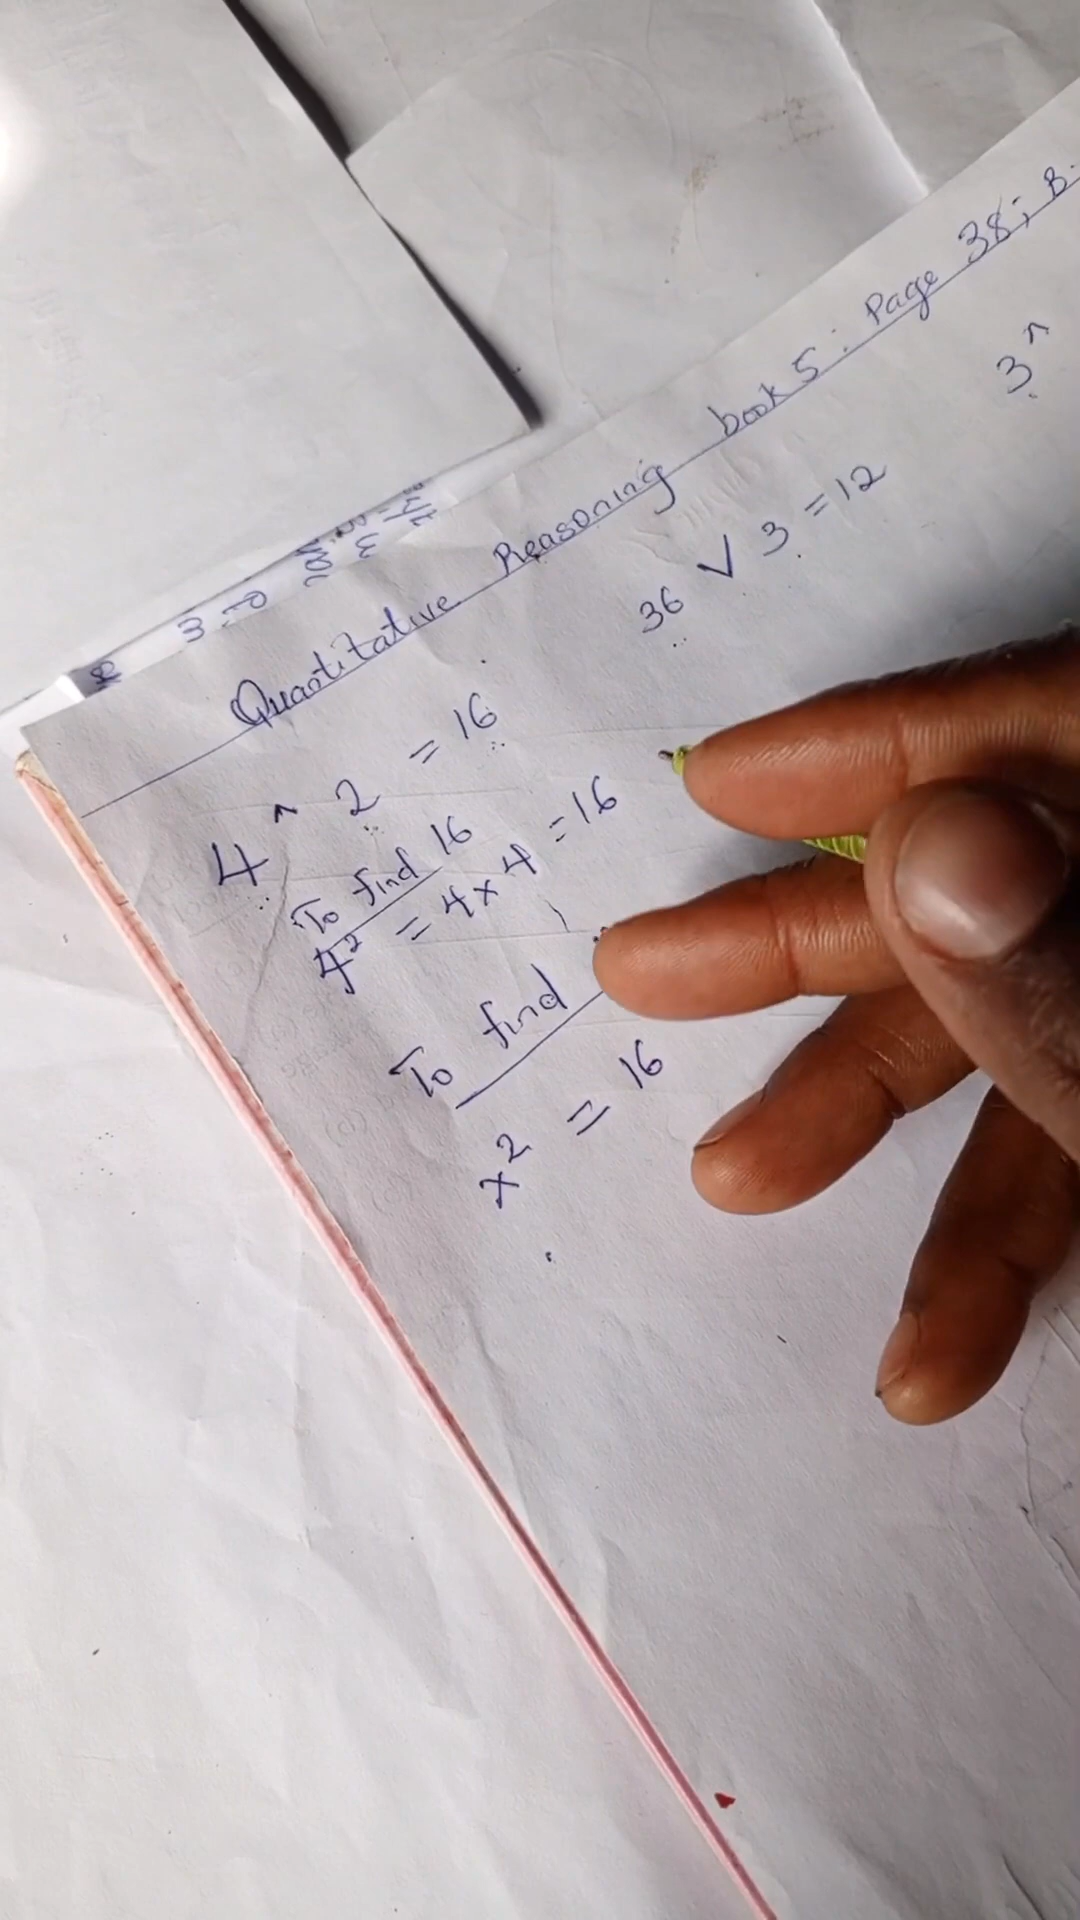 Quantitative Reasoning book 5: Page 38; B.
4 ^ 2 = 16
36 V 3 = 12
3 ^
To find 16
4² = 4 x 4 = 16
To find
x² = 16